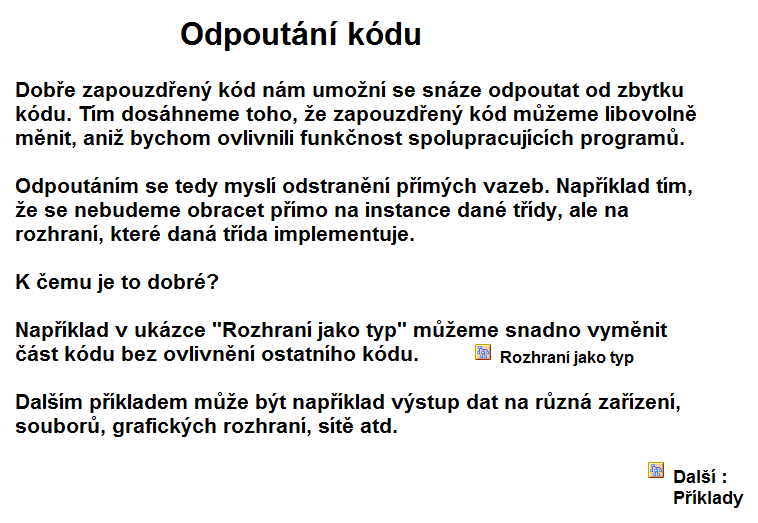 Odpoutání kódu
Dobře zapouzdřený kód nám umožní se snáze odpoutat od zbytku
kódu. Tím dosáhneme toho, že zapouzdřený kód můžeme libovolně
měnit, aniž bychom ovlivnili funkčnost spolupracujících programů.
Odpoutáním se tedy myslí odstranění přímých vazeb. Například tím,
že se nebudeme obracet přímo na instance dané třídy, ale na
rozhraní, které daná třída implementuje.
K čemu je to dobré?
Například v ukázce "Rozhraní jako typ" můžeme snadno vyměnit
část kódu bez ovlivnění ostatního kódu.
Rozhraní jako typ
Dalším příkladem může být například výstup dat na různá zařízení,
souborů, grafických rozhraní, sítě atd.
Další :
Příklady